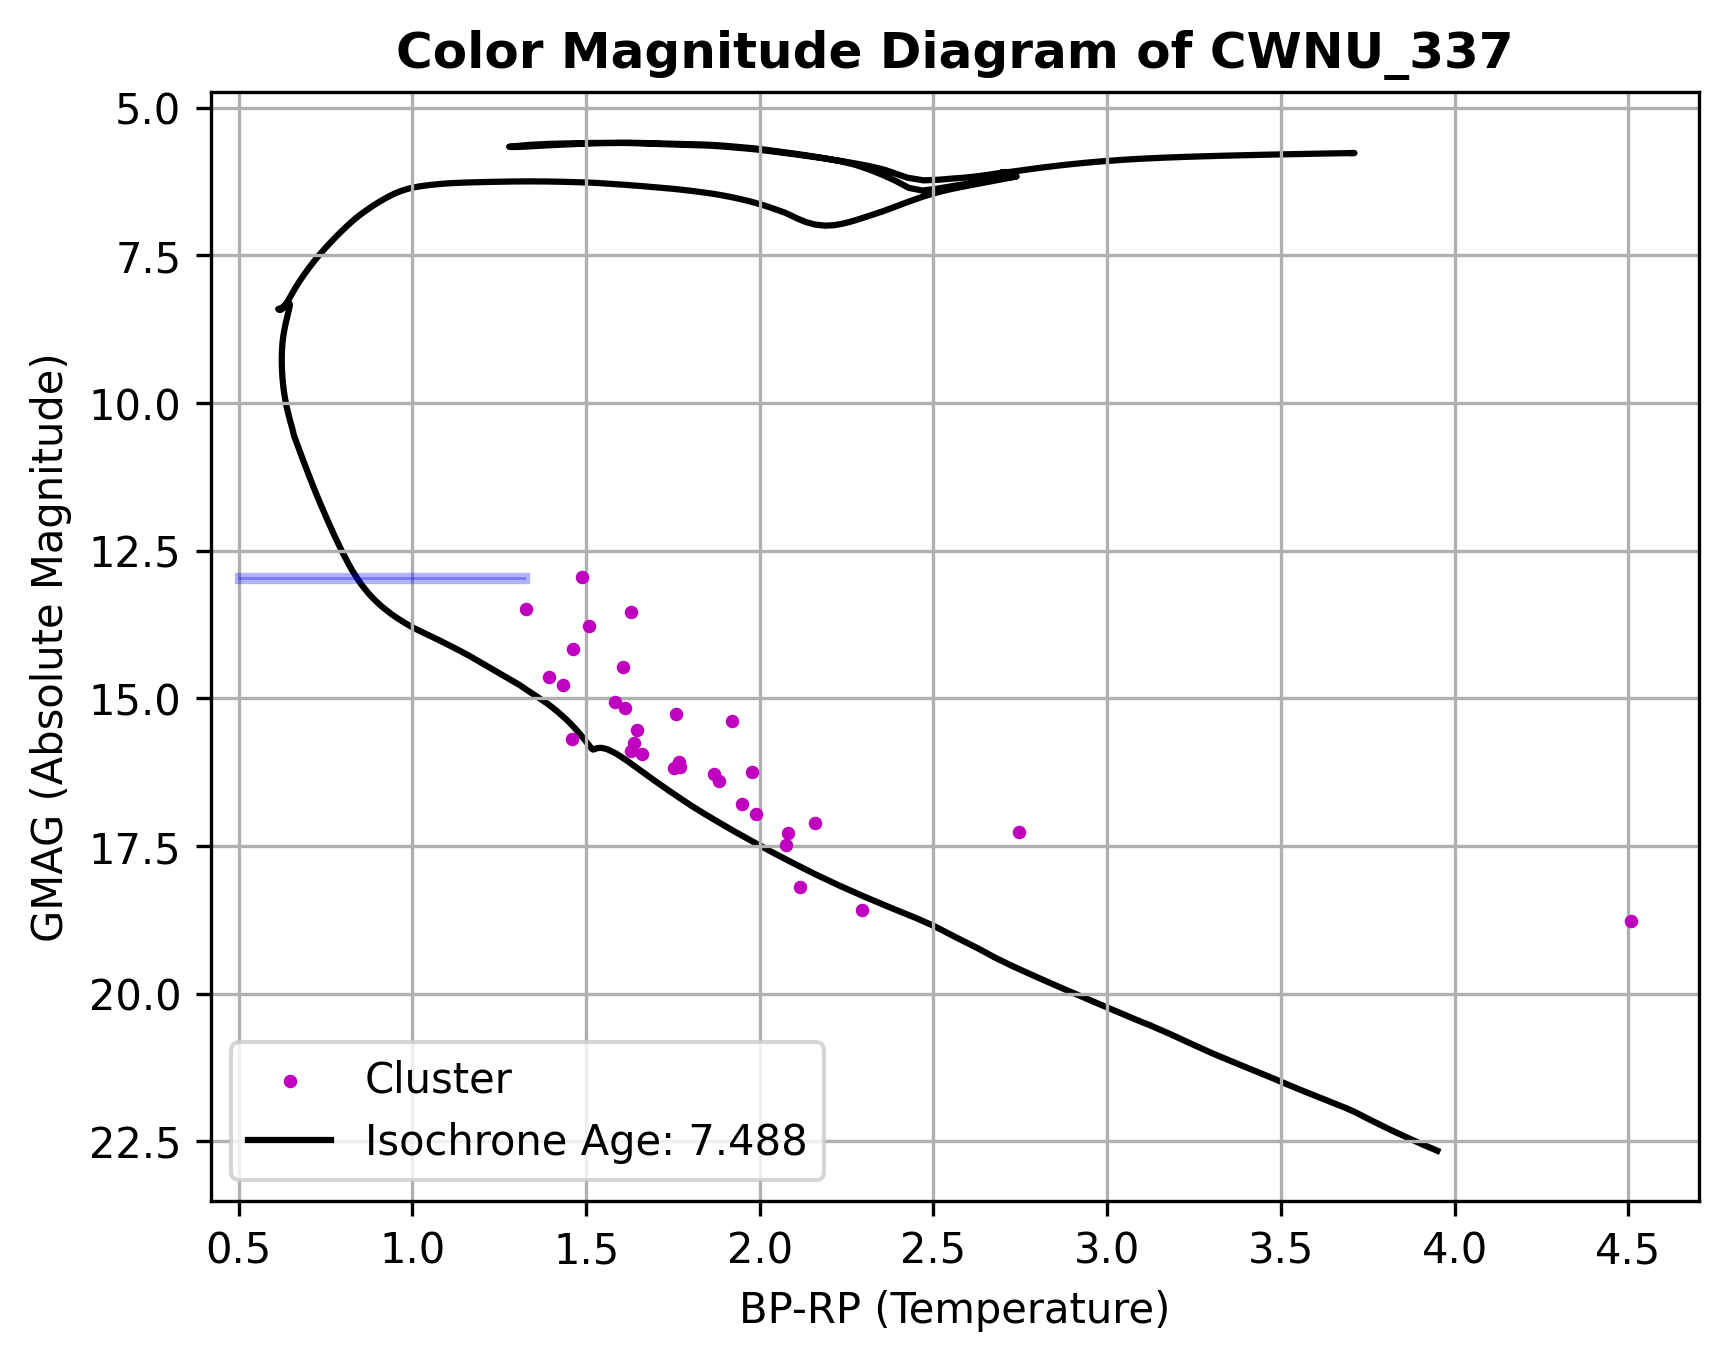 Color Magnitude Diagram of CWNU_337
GMAG (Absolute Magnitude)
5.0
7.5
10.0
12.5
15.0
17.5
20.0
22.5
Cluster
Isochrone Age: 7.488
0.5 1.0 1.5 2.0 2.5 3.0 3.5 4.0 4.5
BP-RP (Temperature)